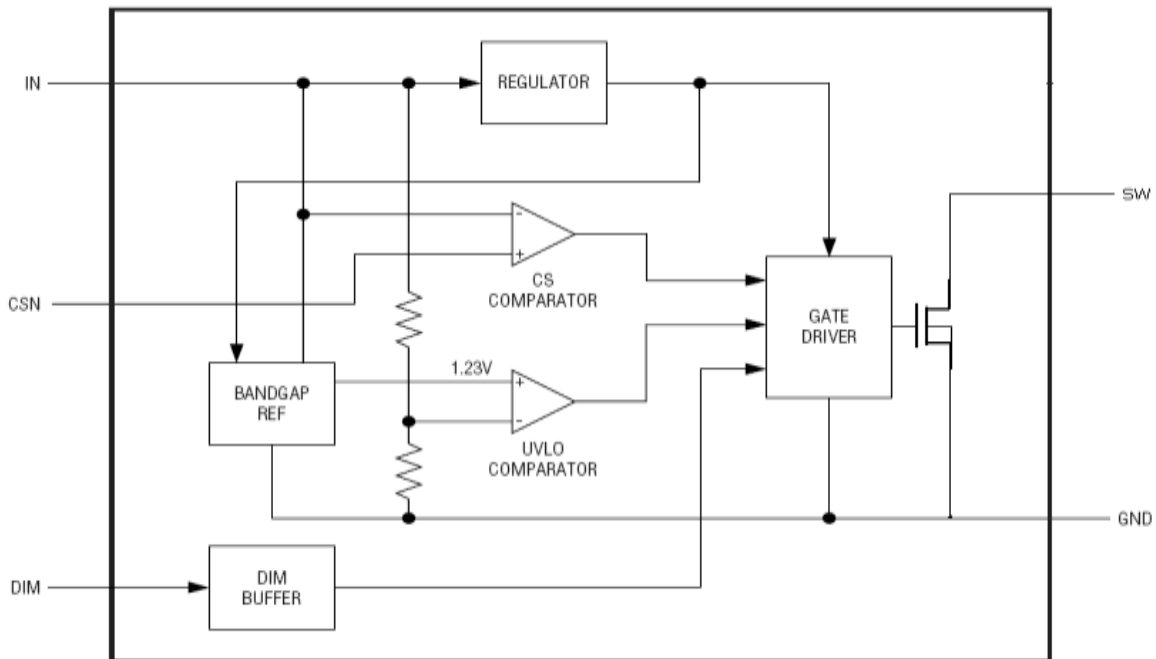 IN
REGULATOR
SW
-
+
CS
COMPARATOR
CSN
GATE
DRIVER
1.23V
BANDGAP
REF
+
-
UVLO
COMPARATOR
GND
DIM
DIM
BUFFER